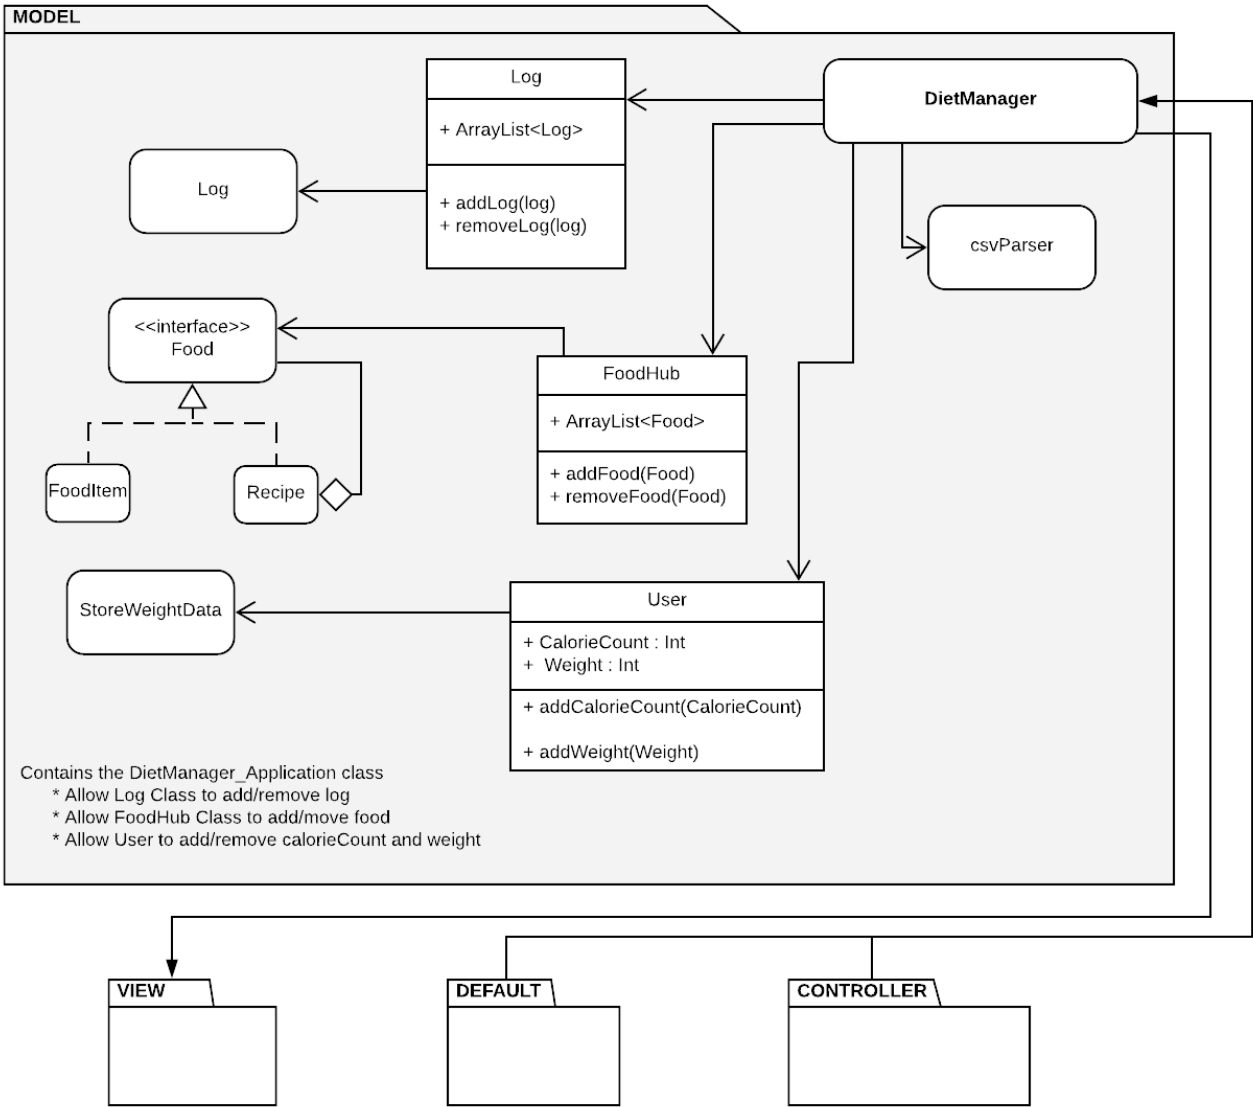 MODEL
Log
+ ArrayList<Log>
+ addLog(log)
+ removeLog(log)
DietManager
Log
csvParser
<<interface>>
Food
FoodHub
+ ArrayList<Food>
+ addFood(Food)
+ removeFood(Food)
FoodItem
Recipe
StoreWeightData
User
+ CalorieCount : Int
+ Weight : Int
+ addCalorieCount(CalorieCount)
+ addWeight(Weight)
Contains the DietManager_Application class
* Allow Log Class to add/remove log
* Allow FoodHub Class to add/move food
* Allow User to add/remove calorieCount and weight
VIEW
DEFAULT
CONTROLLER